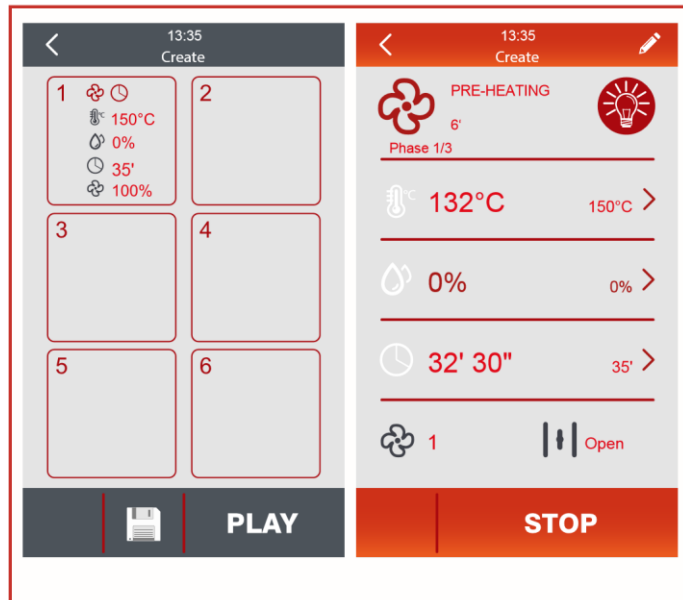 13:35
Create
1
150°C
0%
35'
100%
2
3
4
5
6
PLAY
13:35
Create
PRE-HEATING
6'
Phase 1/3
°C
132°C 150°C
0% 0%
32' 30" 35'
1 Open
STOP